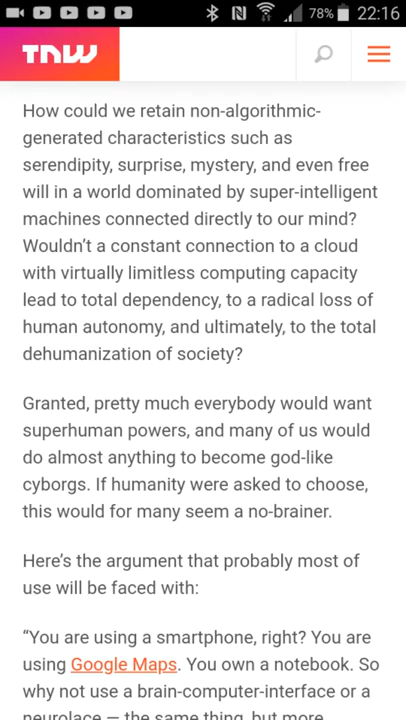 78% 22:16
TNW
How could we retain non-algorithmic-
generated characteristics such as
serendipity, surprise, mystery, and even free
will in a world dominated by super-intelligent
machines connected directly to our mind?
Wouldn’t a constant connection to a cloud
with virtually limitless computing capacity
lead to total dependency, to a radical loss of
human autonomy, and ultimately, to the total
dehumanization of society?
Granted, pretty much everybody would want
superhuman powers, and many of us would
do almost anything to become god-like
cyborgs. If humanity were asked to choose,
this would for many seem a no-brainer.
Here’s the argument that probably most of
use will be faced with:
“You are using a smartphone, right? You are
using Google Maps. You own a notebook. So
why not use a brain-computer-interface or a
neurolace — the same thing, but more